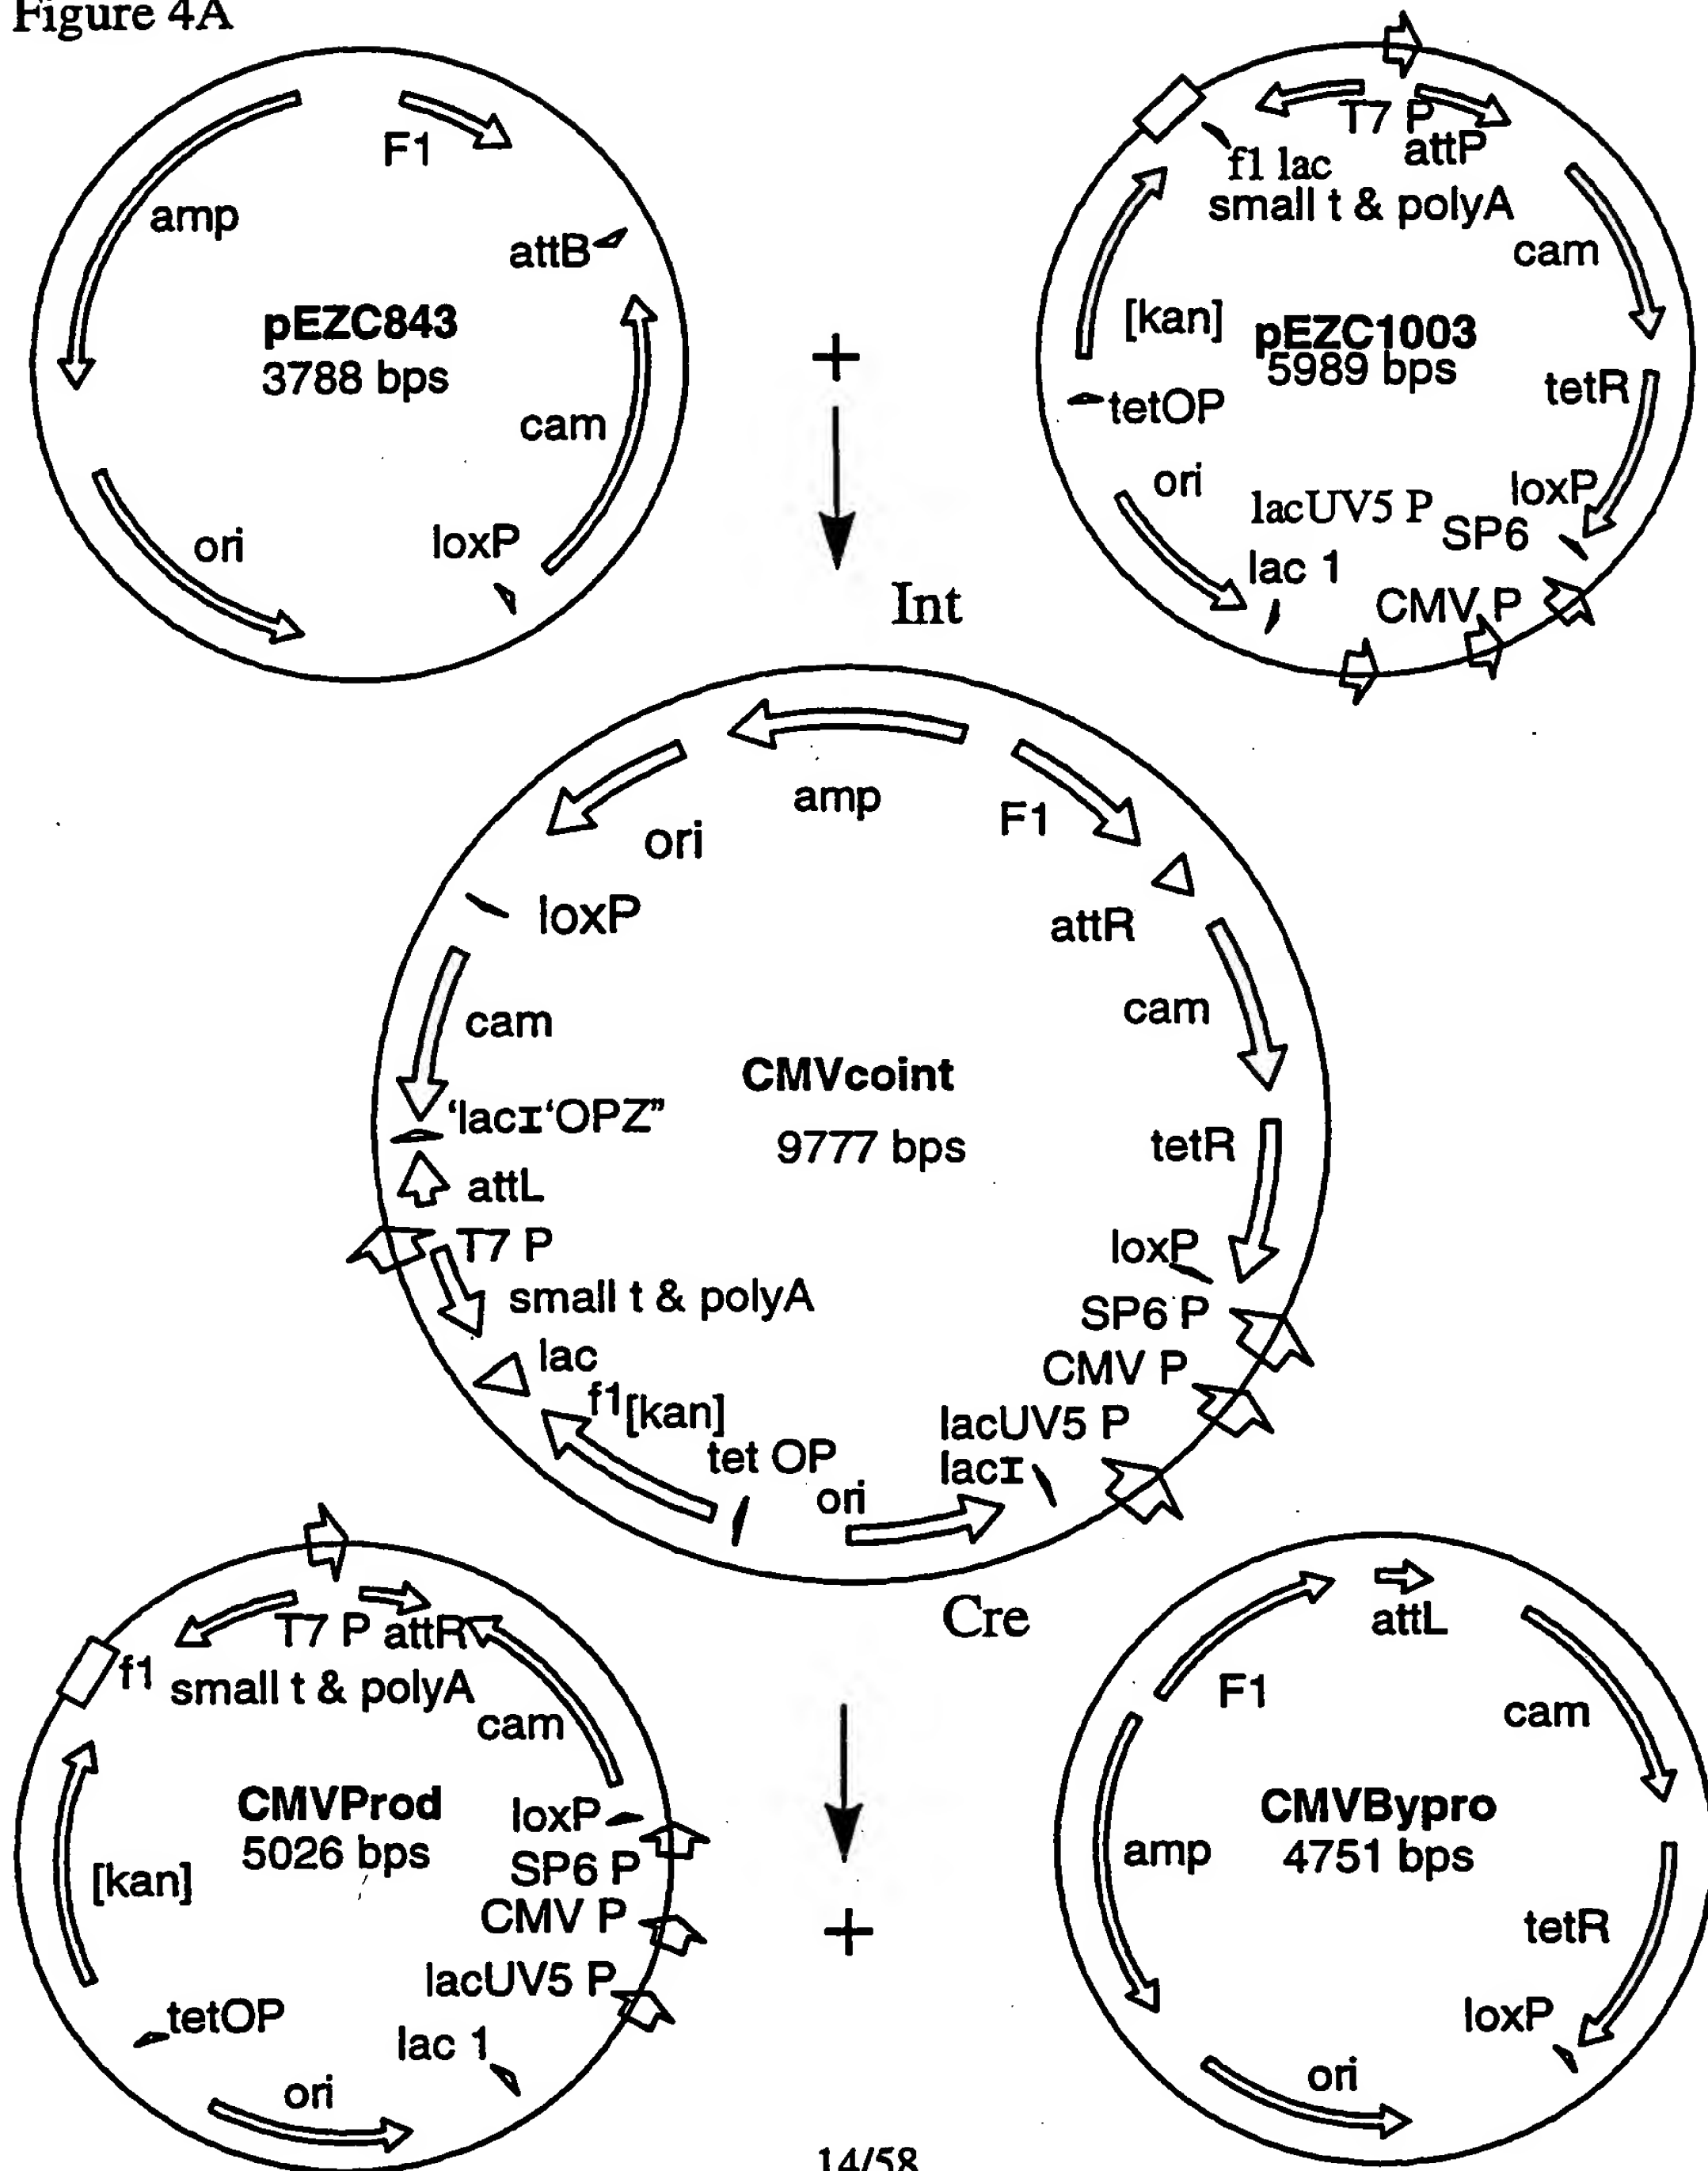 Figure 4A
F1
amp
attB
pEZC843
3788 bps
cam
ori
loxP
+
T7 P
attP
f1 lac
small t & polyA
cam
[kan]
pEZC1003
5989 bps
tetR
tetOP
ori
lacUV5 P
loxP
SP6
lac 1
CMV P
Int
amp
F1
ori
loxP
attR
cam
cam
CMVcoint
9777 bps
'lacI'OPZ"
tetR
attL
T7 P
loxP
small t & polyA
SP6 P
lac
CMV P
f1
[kan]
lacUV5 P
tet OP
lacI
ori
Cre
T7 P
attR
f1
small t & polyA
cam
CMVProd
5026 bps
loxP
SP6 P
[kan]
CMV P
lacUV5 P
tetOP
lac 1
ori
+
attL
F1
cam
CMVBypro
4751 bps
amp
tetR
loxP
ori
14/58